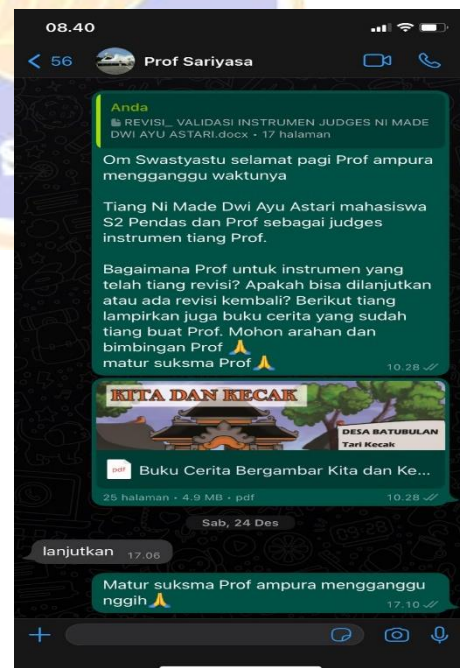 08.40
56
Prof Sariyasa
Anda
REVISI_ VALIDASI INSTRUMEN JUDGES NI MADE
DWI AYU ASTARI.docx • 17 halaman
Om Swastyastu selamat pagi Prof ampura
mengganggu waktunya
Tiang Ni Made Dwi Ayu Astari mahasiswa
S2 Pendas dan Prof sebagai judges
instrumen tiang Prof.
Bagaimana Prof untuk instrumen yang
telah tiang revisi? Apakah bisa dilanjutkan
atau ada revisi kembali? Berikut tiang
lampirkan juga buku cerita yang sudah
tiang buat Prof. Mohon arahan dan
bimbingan Prof 🙏
matur suksma Prof 🙏
10.28
KITA DAN KECAK
DESA BATUBULAN
Tari Kecak
pdf
Buku Cerita Bergambar Kita dan Ke...
25 halaman • 4.9 MB • pdf
10.28
Sab, 24 Des
lanjutkan
17.06
Matur suksma Prof ampura mengganggu
nggih 🙏
17.10